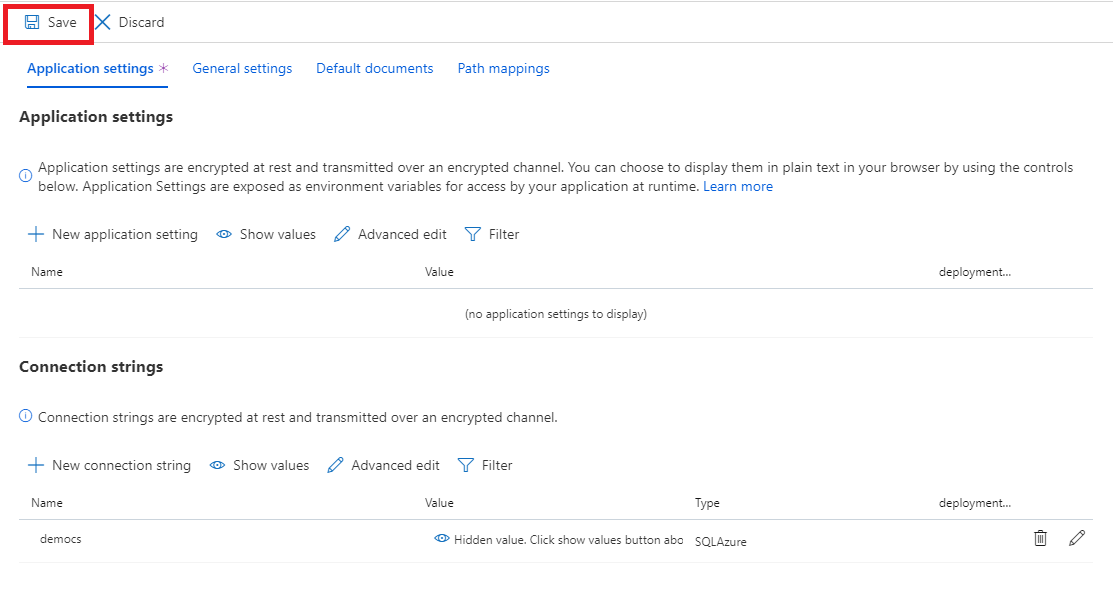 Save Discard
Application settings * General settings Default documents Path mappings
Application settings
Application settings are encrypted at rest and transmitted over an encrypted channel. You can choose to display them in plain text in your browser by using the controls
below. Application Settings are exposed as environment variables for access by your application at runtime. Learn more
New application setting Show values Advanced edit Filter
Name Value deployment...
(no application settings to display)
Connection strings
Connection strings are encrypted at rest and transmitted over an encrypted channel.
New connection string Show values Advanced edit Filter
Name Value Type deployment...
democs Hidden value. Click show values button abo SQLAzure